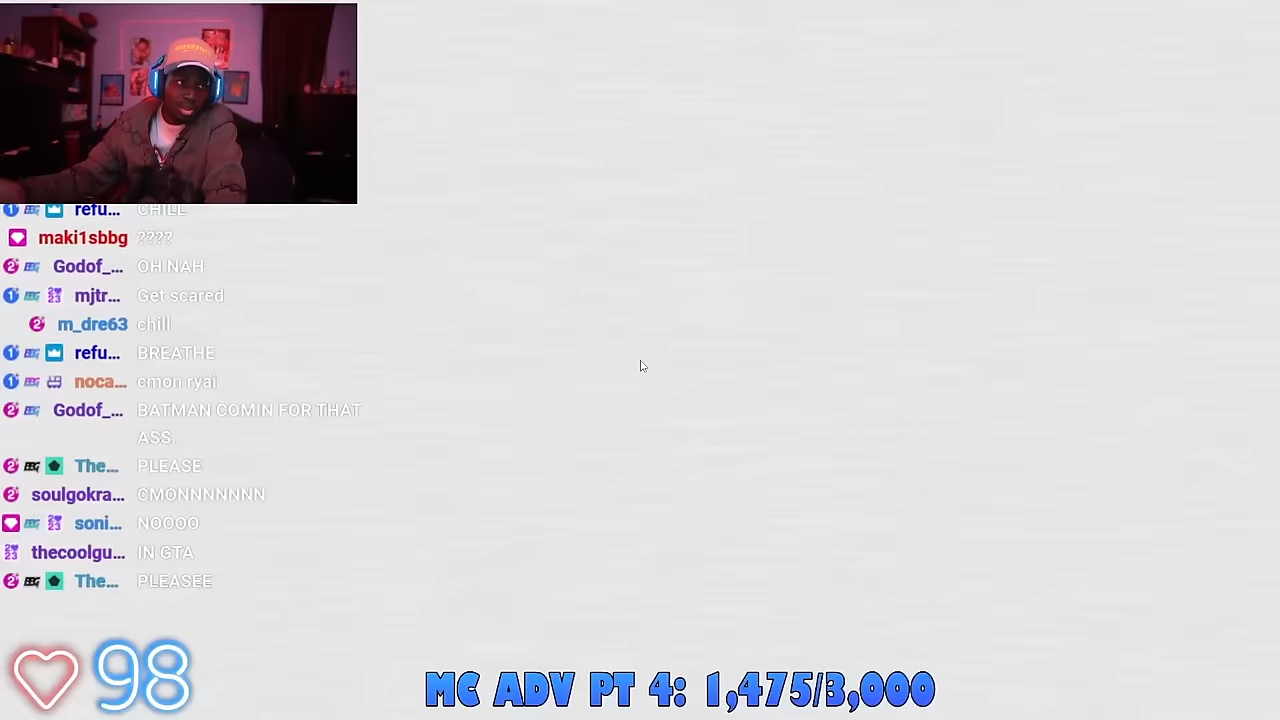 refu... CHILL
maki1sbbg ????
Godof_... OH NAH
mjtr... Get scared
m_dre63 chill
refu... BREATHE
noca... cmon ryai
Godof_... BATMAN COMIN FOR THAT
ASS.
The... PLEASE
soulgokra... CMONNNNNNN
soni... NOOOO
thecoolgu... IN GTA
The... PLEASEE
98
MC ADV PT 4: 1,475/3,000